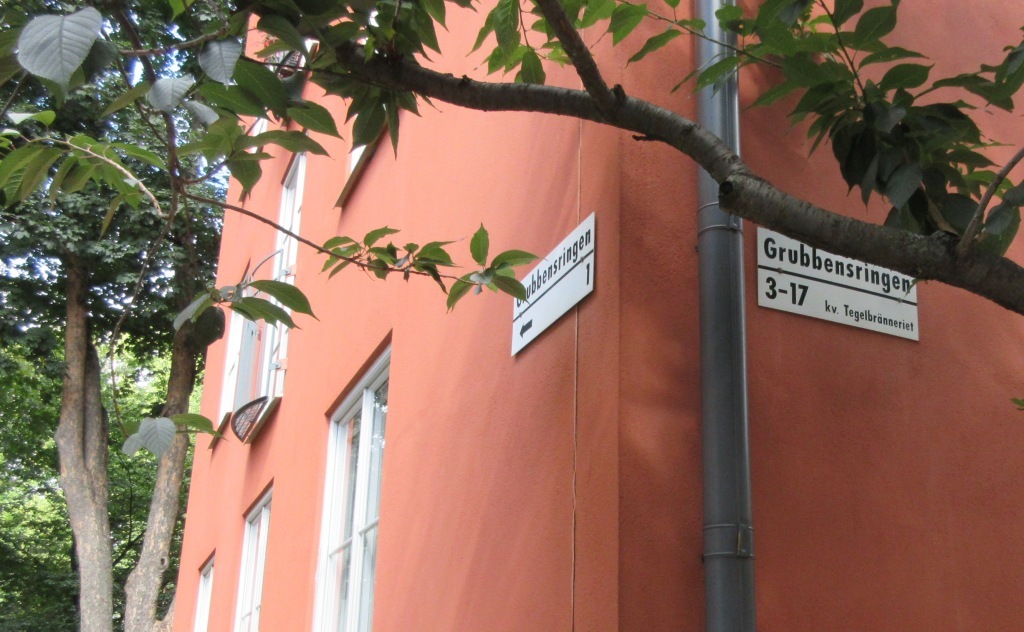 Grubbensringen
1
Grubbensringen
3-17 kv. Tegelbränneriet